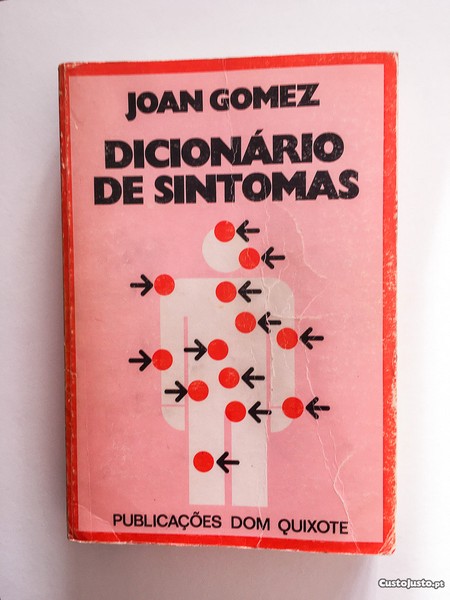 JOAN GOMEZ
DICIONÁRIO
DE SINTOMAS
PUBLICAÇÕES DOM QUIXOTE
CustoJusto.pt